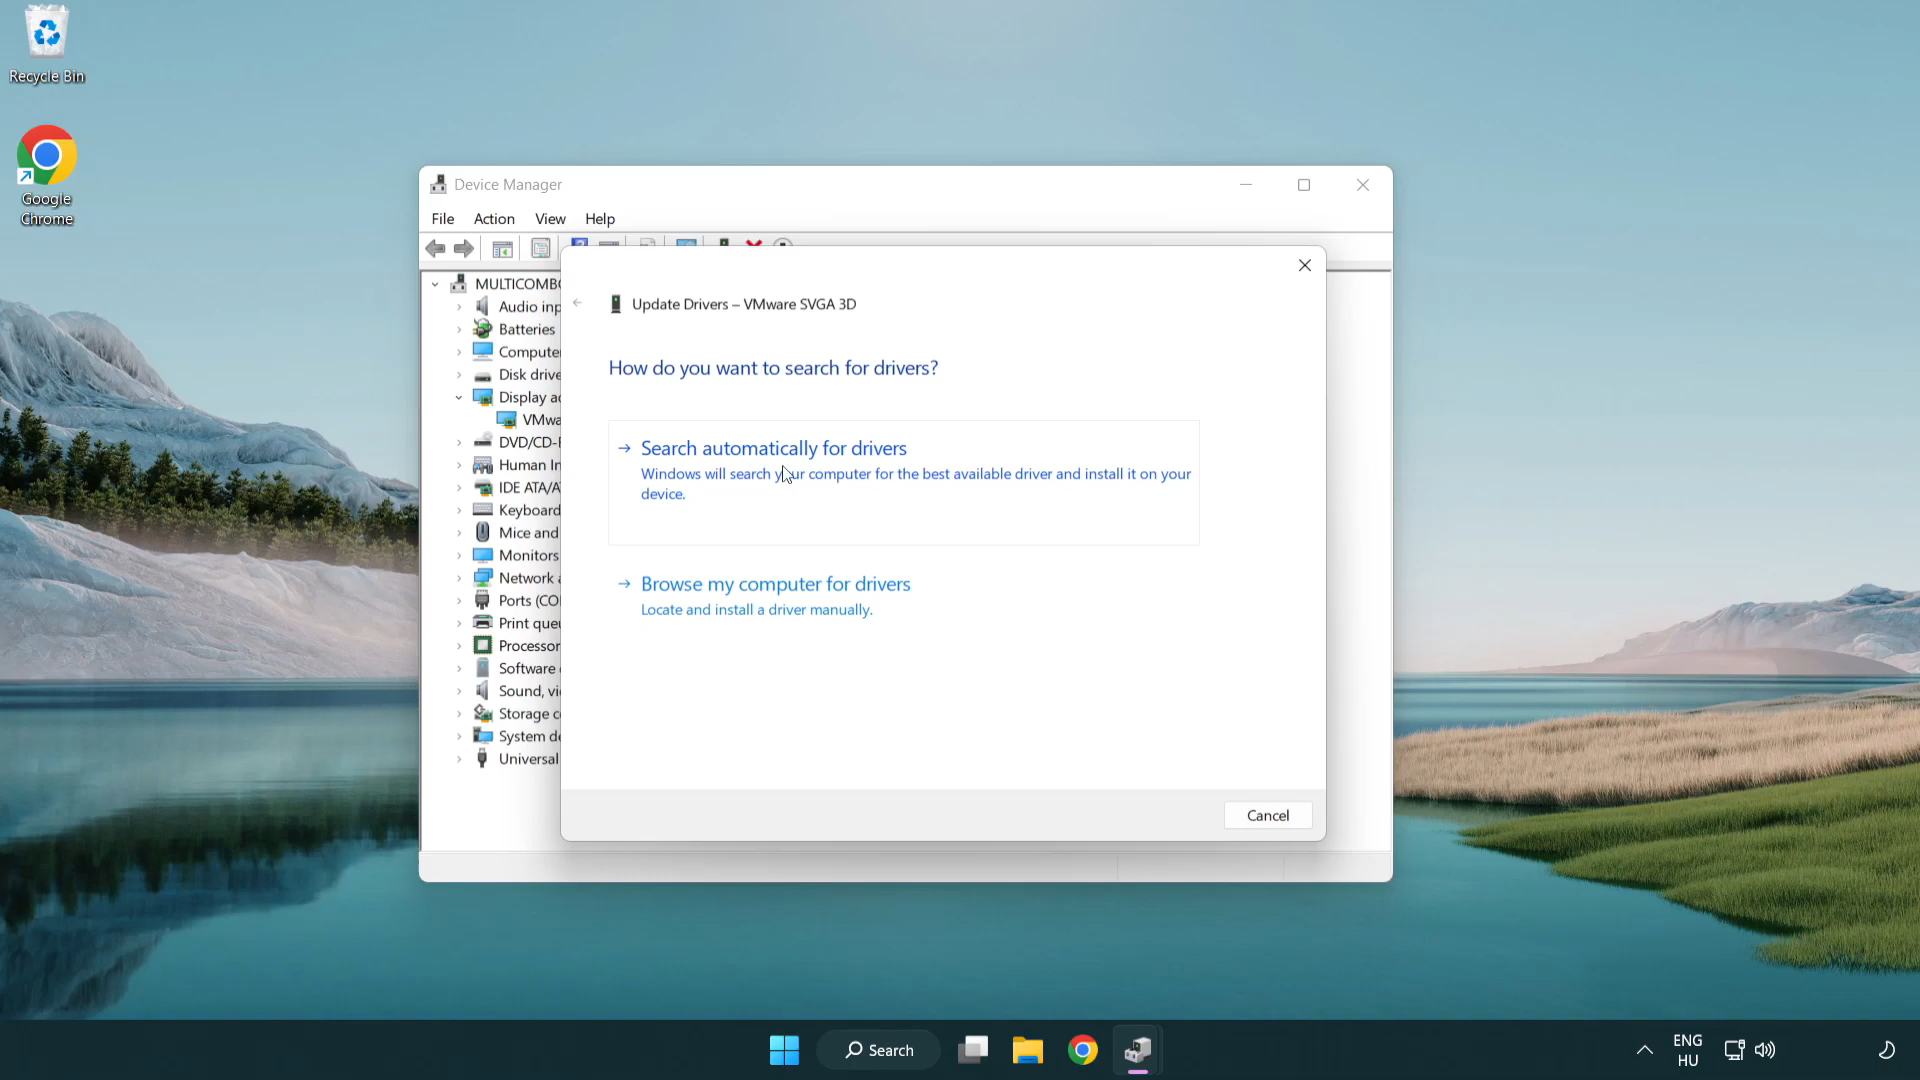 Recycle Bin
Google
Chrome
Device Manager
File Action View Help
MULTICOMBO
Audio inp
Batteries
Compute
Disk drive
Display a
VMwa
DVD/CD-R
Human In
IDE ATA/A
Keyboard
Mice and
Monitors
Network a
Ports (CO
Print que
Processor
Software
Sound, vi
Storage c
System de
Universal
Update Drivers – VMware SVGA 3D
How do you want to search for drivers?
Search automatically for drivers
Windows will search your computer for the best available driver and install it on your
device.
Browse my computer for drivers
Locate and install a driver manually.
Cancel
Search
ENG
HU